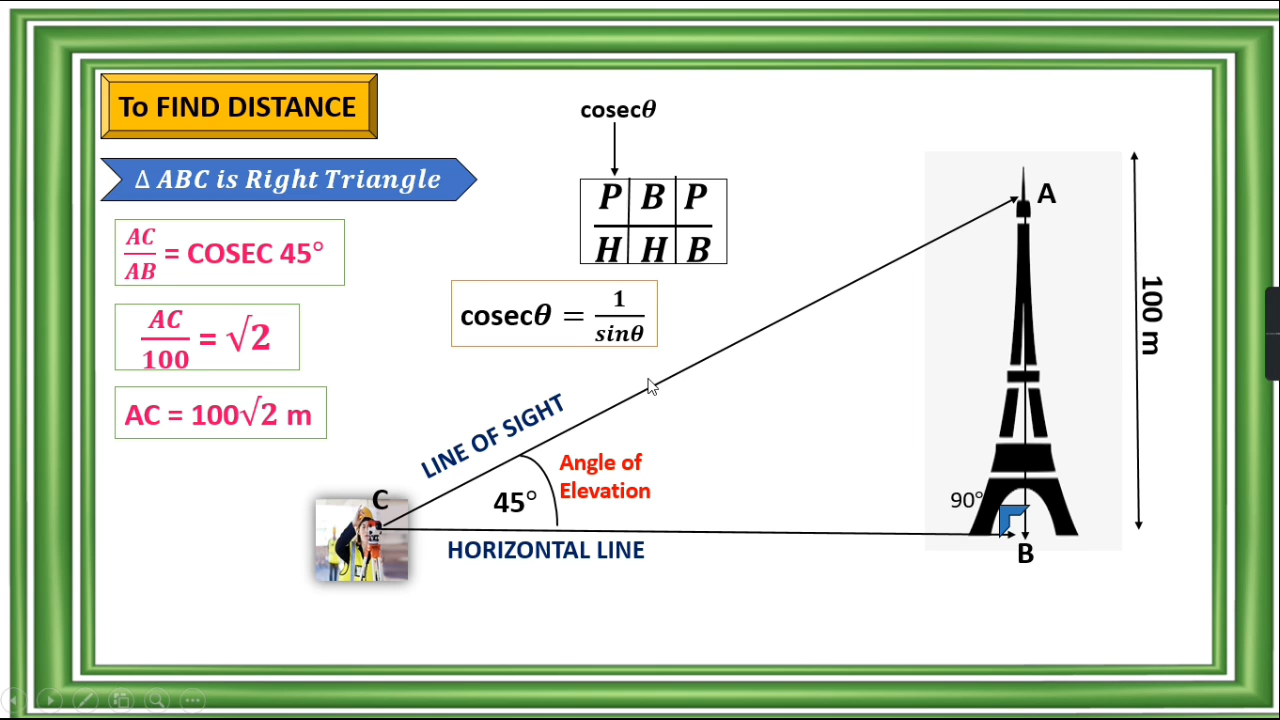 To FIND DISTANCE
Δ ABC is Right Triangle
AC/AB = COSEC 45°
AC/100 = √2
AC = 100√2 m
cosecθ
P B P
H H B
cosecθ = 1/sinθ
LINE OF SIGHT
C
45°
Angle of
Elevation
HORIZONTAL LINE
A
100 m
90°
B